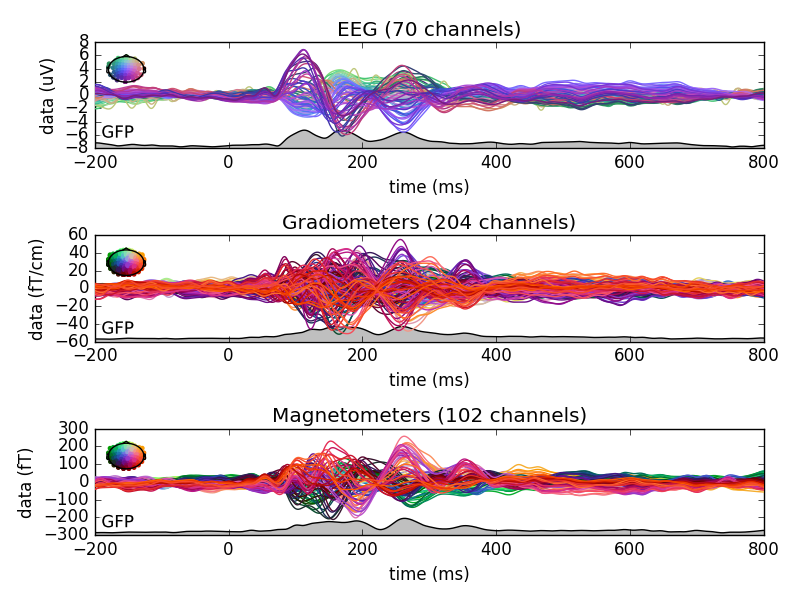 EEG (70 channels)
data (uV)
8
6
4
2
0
−2
−4
−6
−8
GFP
−200 0 200 400 600 800
time (ms)
Gradiometers (204 channels)
data (fT/cm)
60
40
20
0
−20
−40
−60
GFP
−200 0 200 400 600 800
time (ms)
Magnetometers (102 channels)
data (fT)
300
200
100
0
−100
−200
−300
GFP
−200 0 200 400 600 800
time (ms)